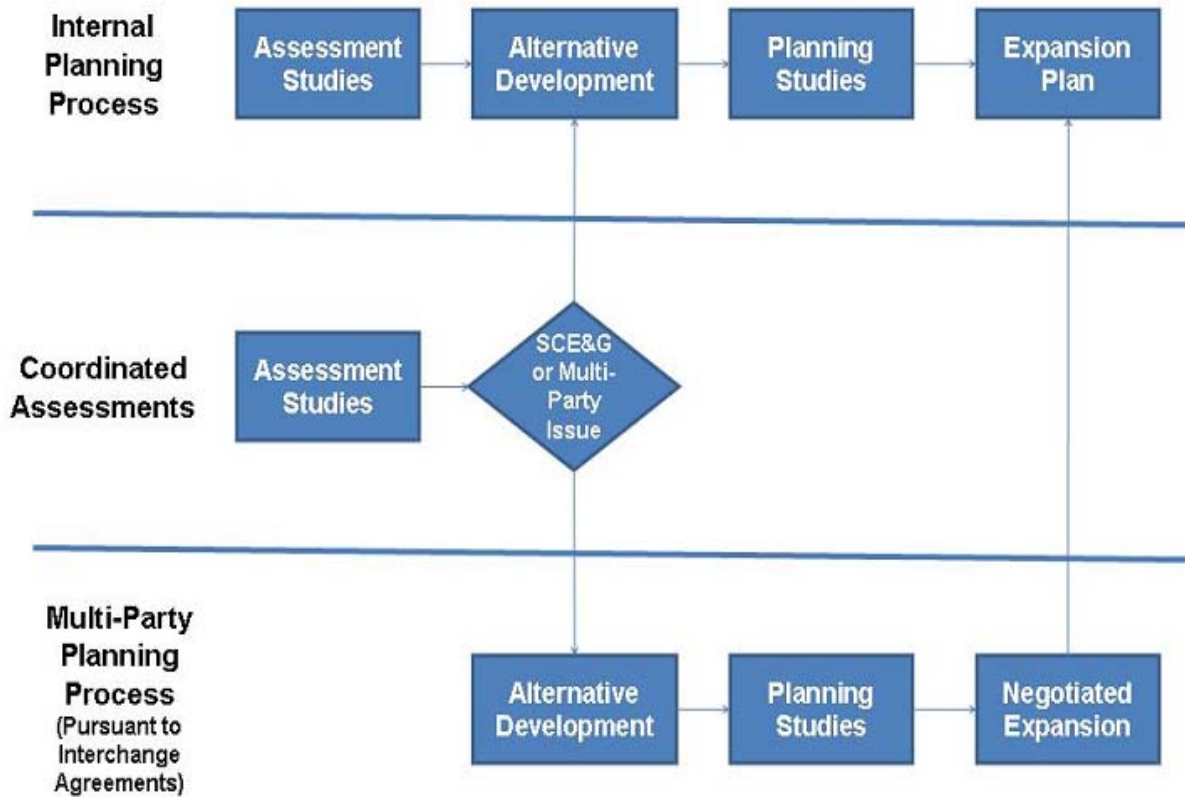 Internal
Planning
Process
Assessment
Studies
Alternative
Development
Planning
Studies
Expansion
Plan
Coordinated
Assessments
Assessment
Studies
SCE&G
or Multi-
Party
Issue
Multi-Party
Planning
Process
(Pursuant to
Interchange
Agreements)
Alternative
Development
Planning
Studies
Negotiated
Expansion